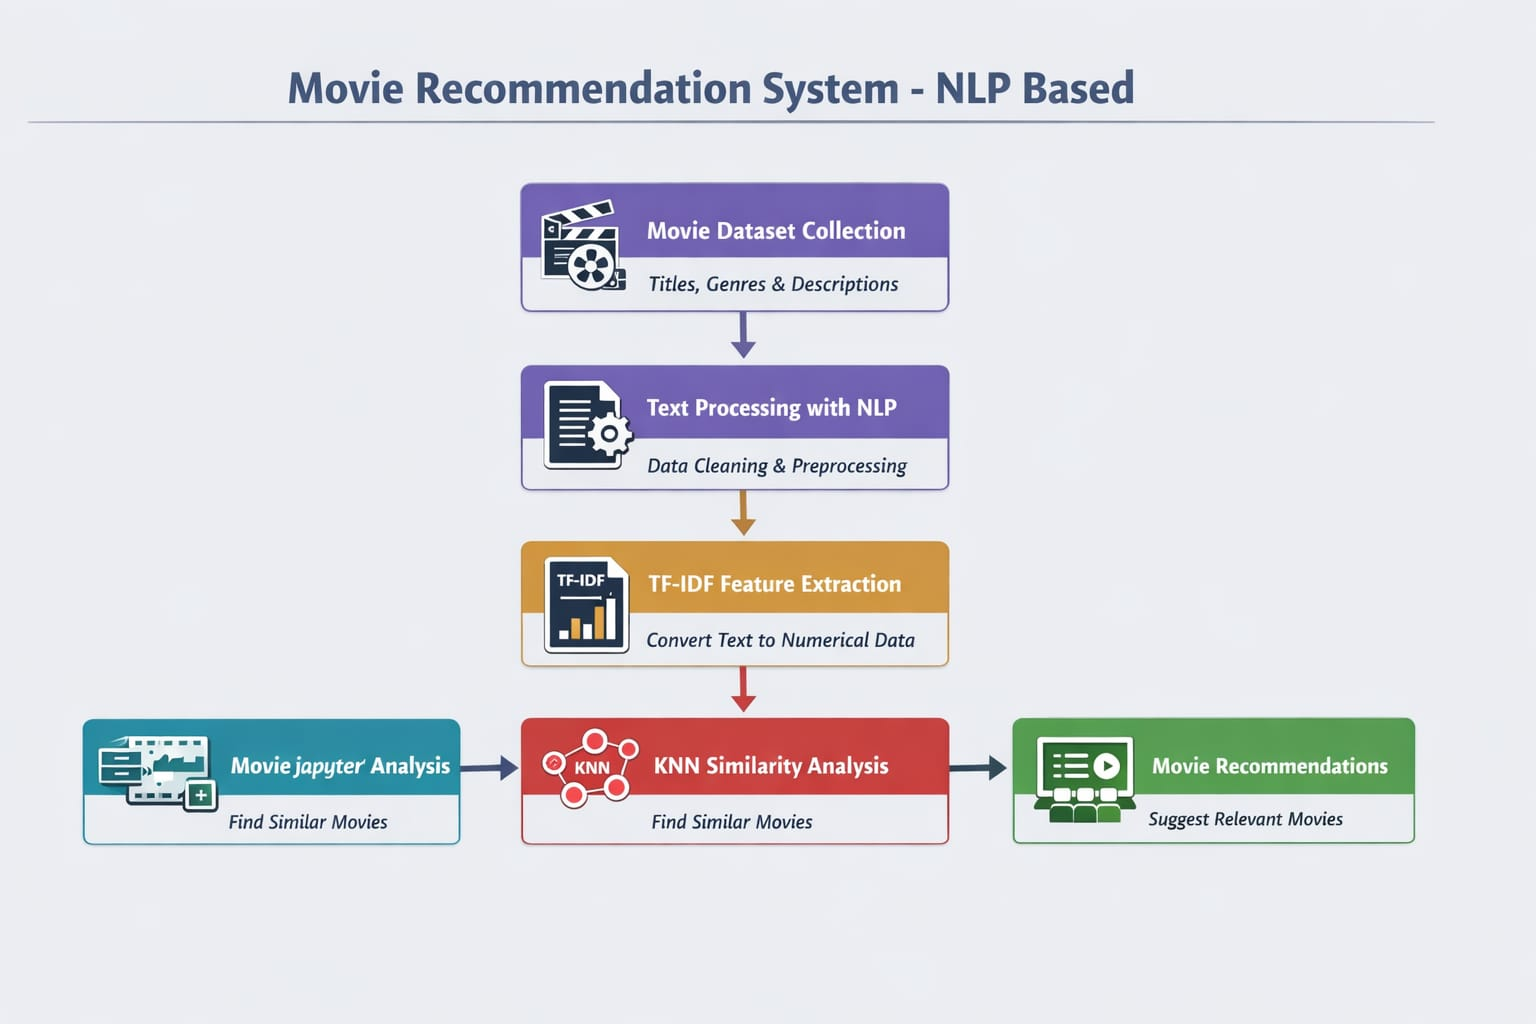 Movie Recommendation System - NLP Based
Movie Dataset Collection
Titles, Genres & Descriptions
Text Processing with NLP
Data Cleaning & Preprocessing
TF-IDF
TF-IDF Feature Extraction
Convert Text to Numerical Data
Movie japyter Analysis
Find Similar Movies
KNN
KNN Similarity Analysis
Find Similar Movies
Movie Recommendations
Suggest Relevant Movies